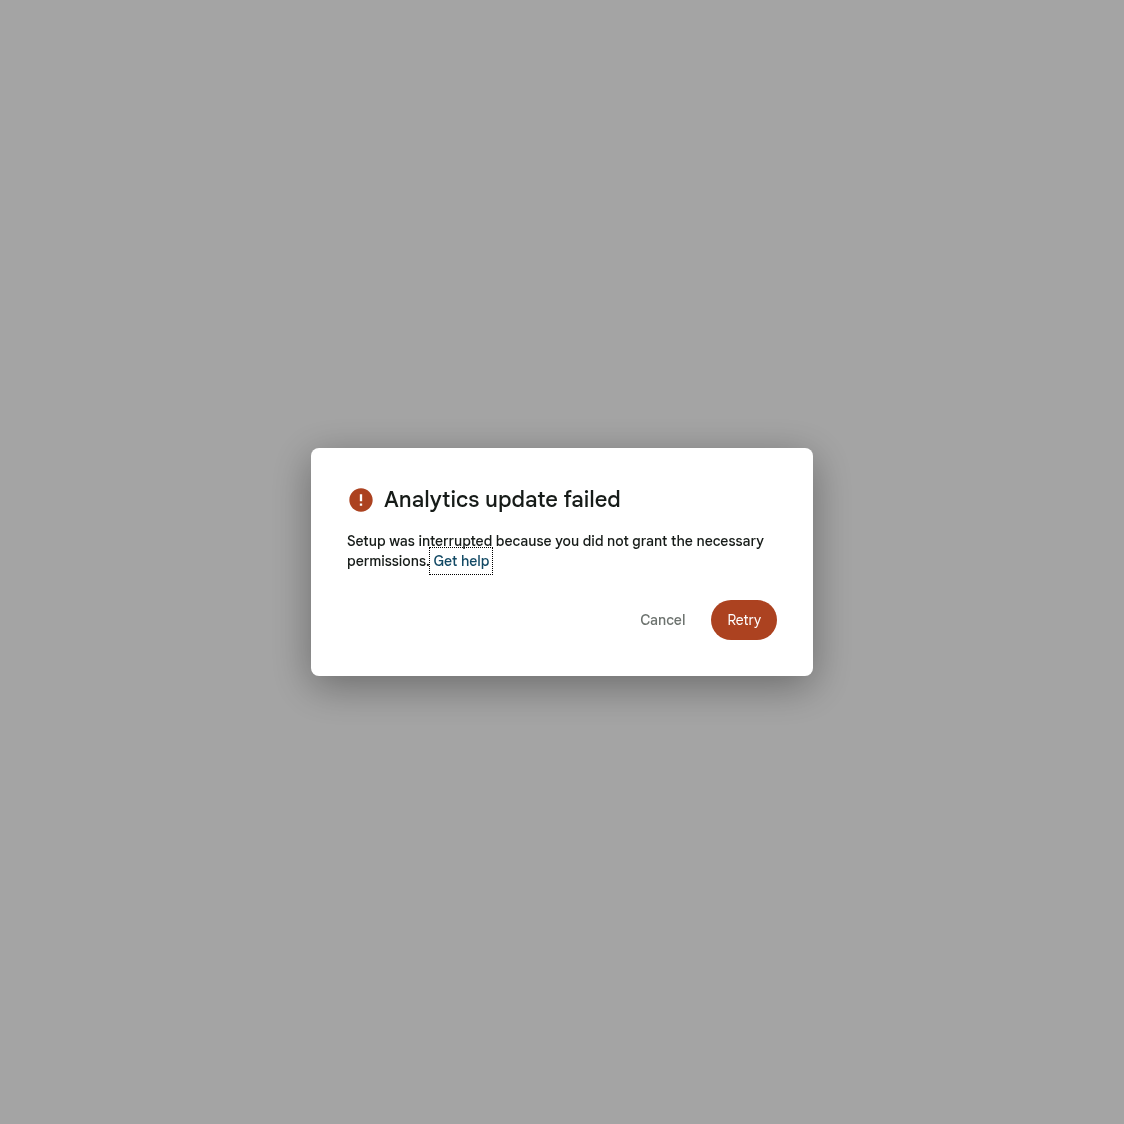 Analytics update failed
Setup was interrupted because you did not grant the necessary
permissions. Get help
Cancel
Retry